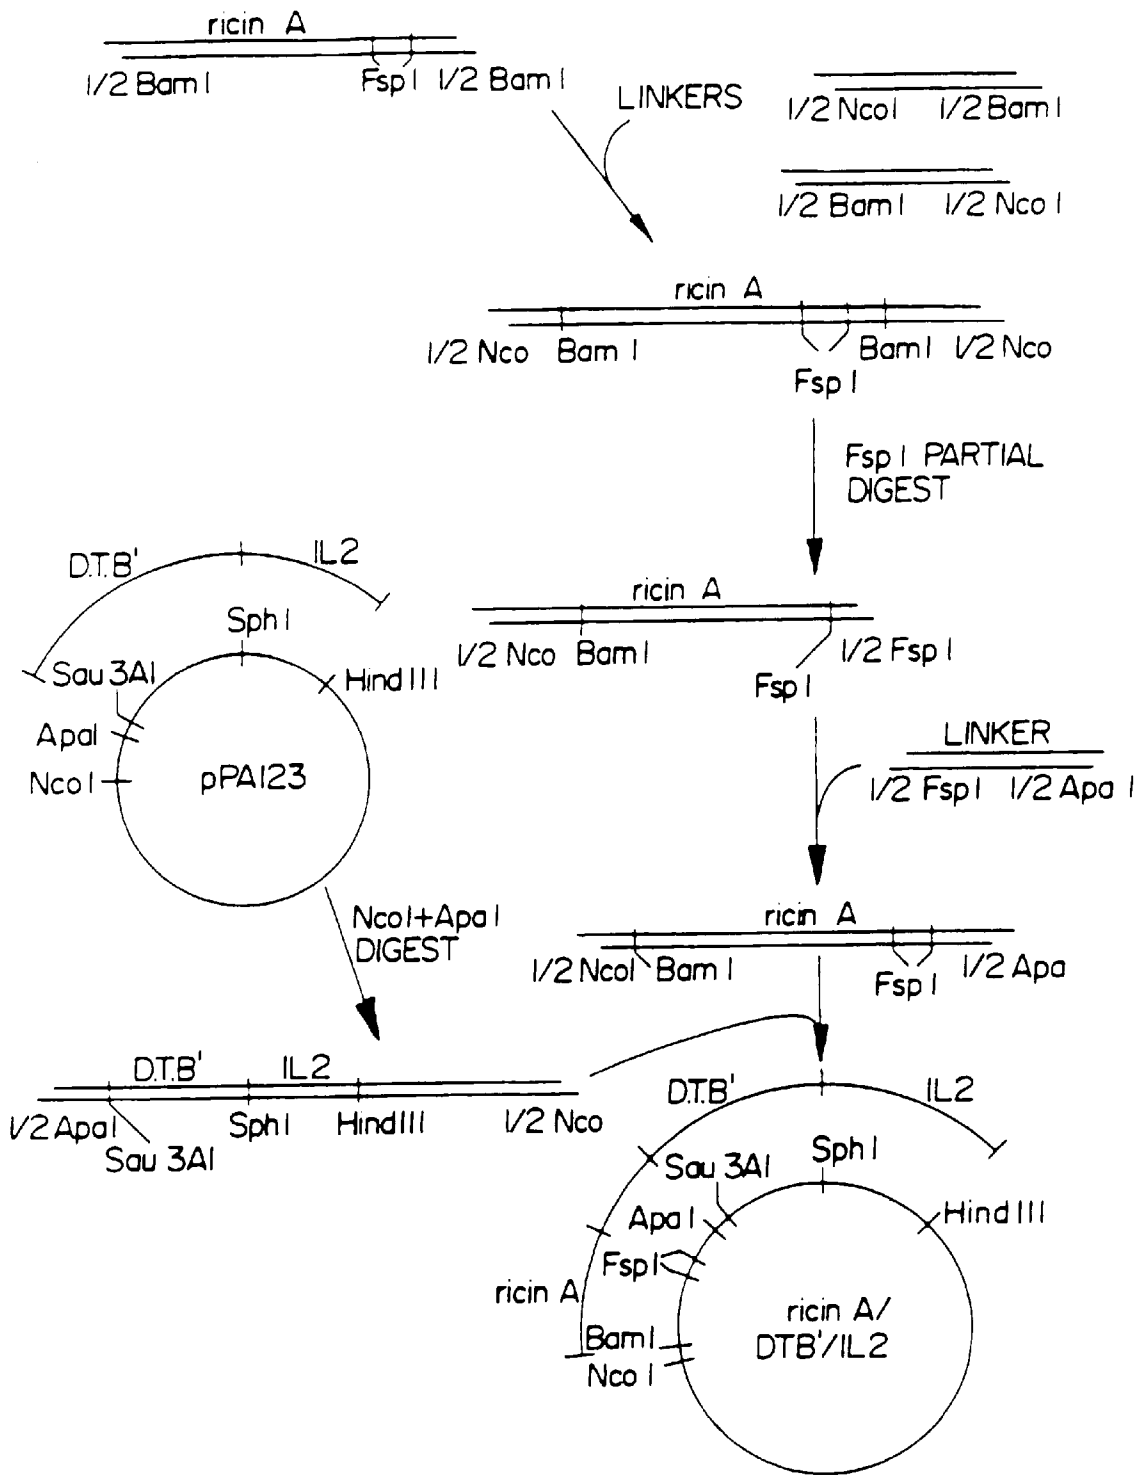 ricin A
1/2 Bam I Fsp I 1/2 Bam I
LINKERS
1/2 Nco I 1/2 Bam I
1/2 Bam I 1/2 Nco I
ricin A
1/2 Nco Bam I Bam I 1/2 Nco
Fsp I
Fsp I PARTIAL
DIGEST
D.T.B' IL2
Sph I
Sau 3AI Hind III
Apa I
Nco I
pPA123
ricin A
1/2 Nco Bam I 1/2 Fsp I
Fsp I
LINKER
1/2 Fsp I 1/2 Apa I
Nco I + Apa I
DIGEST
ricin A
1/2 Nco I Bam I Fsp I 1/2 Apa
D.T.B' IL2
1/2 Apa I Sph I Hind III 1/2 Nco
Sau 3AI
D.T.B' IL2
Sph I
Sau 3AI
Apa I Hind III
Fsp I
ricin A
Bam I
Nco I
ricin A/
DTB'/IL2